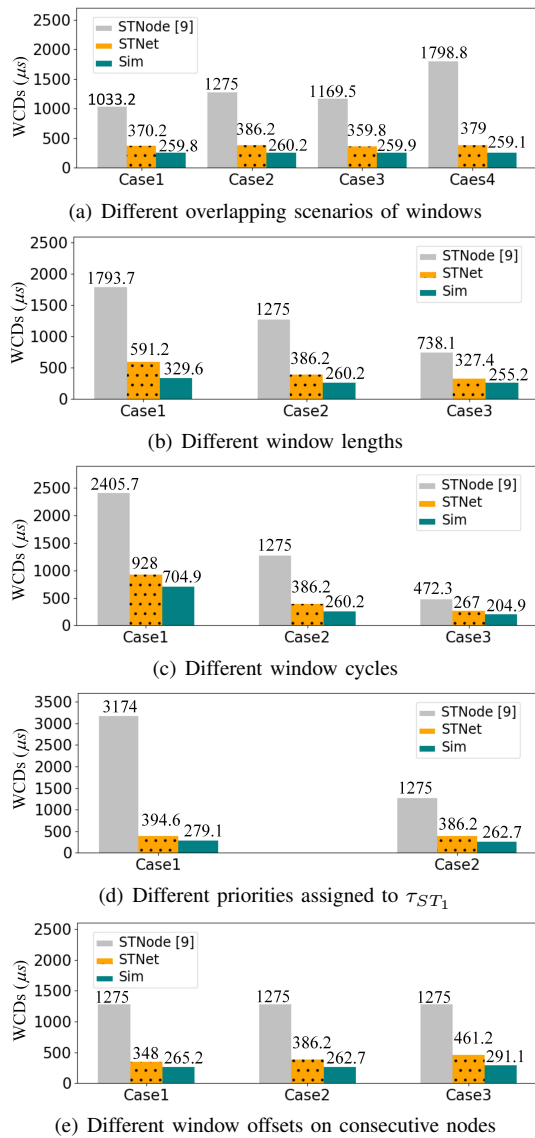 2500
2000
1500
1000
500
0
WCDs (μs)
STNode [9]
STNet
Sim
1033.2
370.2
259.8
1275
386.2
260.2
1169.5
359.8
259.9
1798.8
379
259.1
Case1 Case2 Case3 Caes4
(a) Different overlapping scenarios of windows
2500
2000
1500
1000
500
0
WCDs (μs)
STNode [9]
STNet
Sim
1793.7
591.2
329.6
1275
386.2
260.2
738.1
327.4
255.2
Case1 Case2 Case3
(b) Different window lengths
2500
2000
1500
1000
500
0
WCDs (μs)
STNode [9]
STNet
Sim
2405.7
928
704.9
1275
386.2
260.2
472.3
267
204.9
Case1 Case2 Case3
(c) Different window cycles
3500
3000
2500
2000
1500
1000
500
0
WCDs (μs)
STNode [9]
STNet
Sim
3174
394.6
279.1
1275
386.2
262.7
Case1 Case2
(d) Different priorities assigned to τST1
2500
2000
1500
1000
500
0
WCDs (μs)
STNode [9]
STNet
Sim
1275
348
265.2
1275
386.2
262.7
1275
461.2
291.1
Case1 Case2 Case3
(e) Different window offsets on consecutive nodes